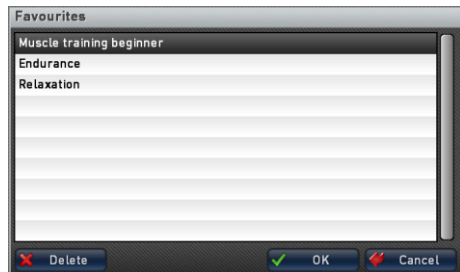 Favourites
Muscle training beginner
Endurance
Relaxation
Delete
OK
Cancel